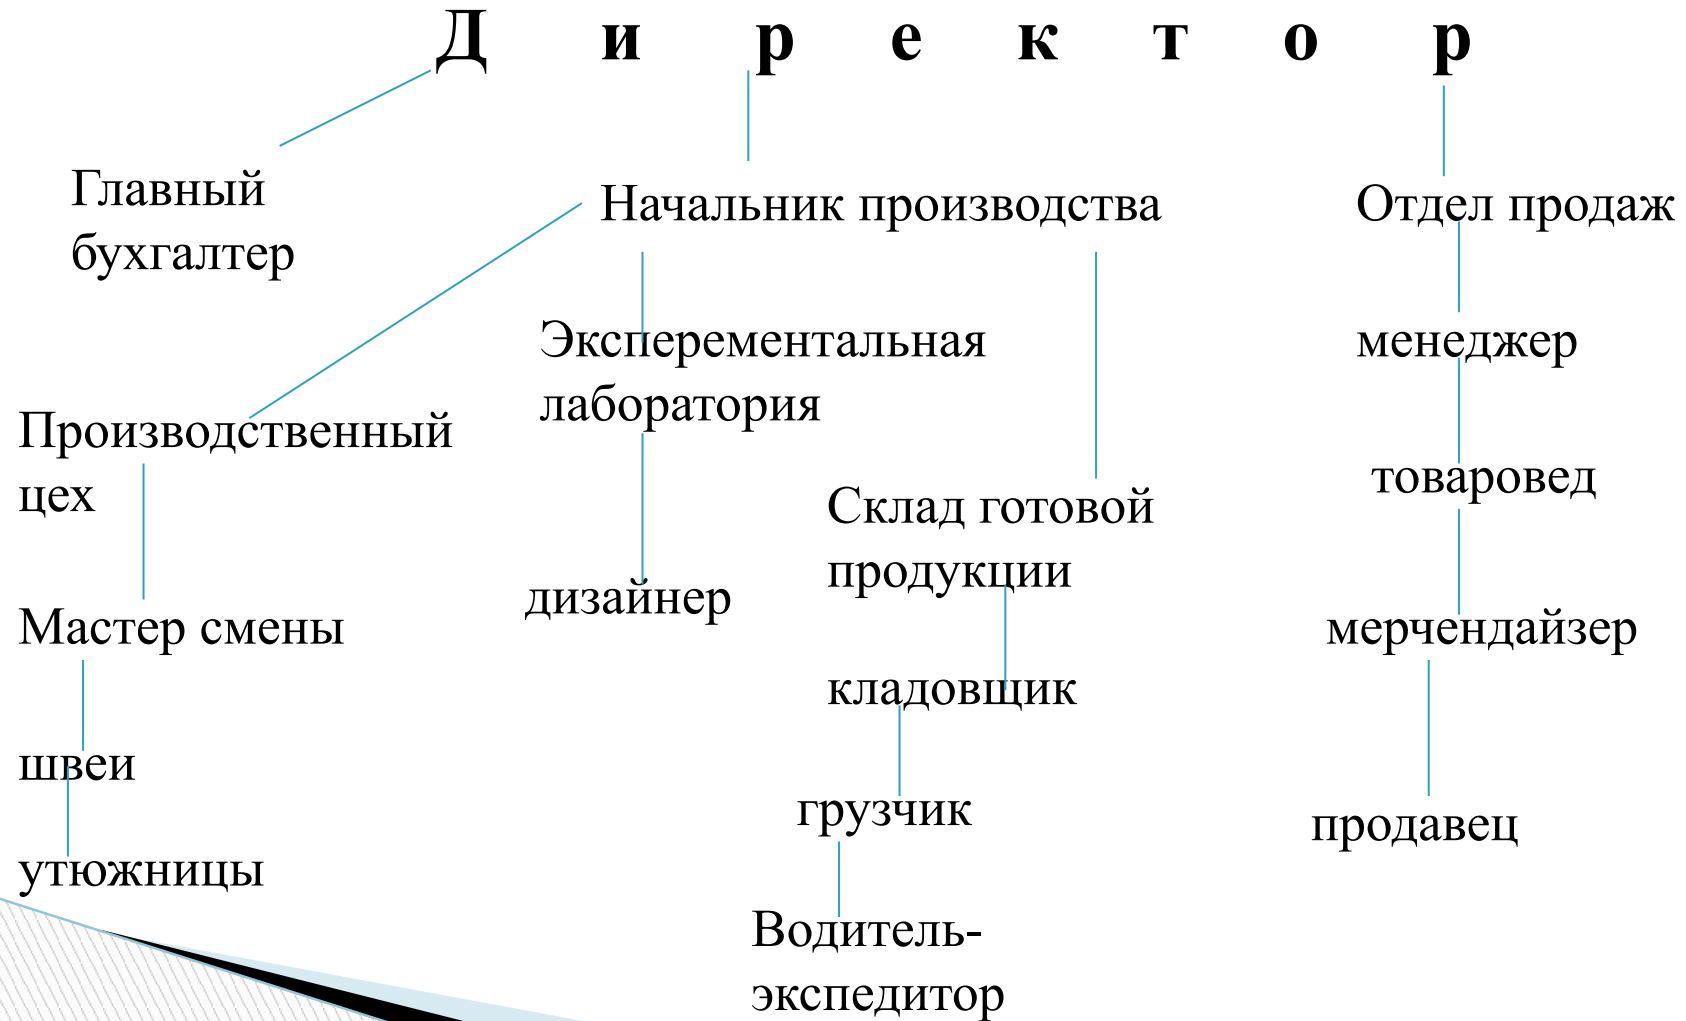 Директор
Главный
бухгалтер
Начальник производства
Отдел продаж
Эксперементальная
лаборатория
менеджер
Производственный
цех
Склад готовой
продукции
товаровед
дизайнер
Мастер смены
мерчендайзер
кладовщик
швеи
грузчик
продавец
утюжницы
Водитель-
экспедитор